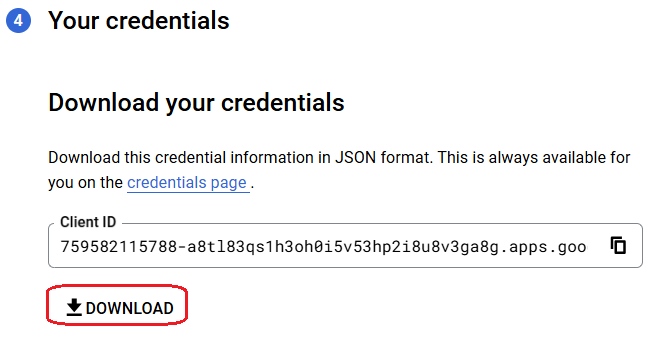 4 Your credentials
Download your credentials
Download this credential information in JSON format. This is always available for
you on the credentials page .
Client ID
759582115788-a8tl83qs1h3oh0i5v53hp2i8u8v3ga8g.apps.goo
DOWNLOAD